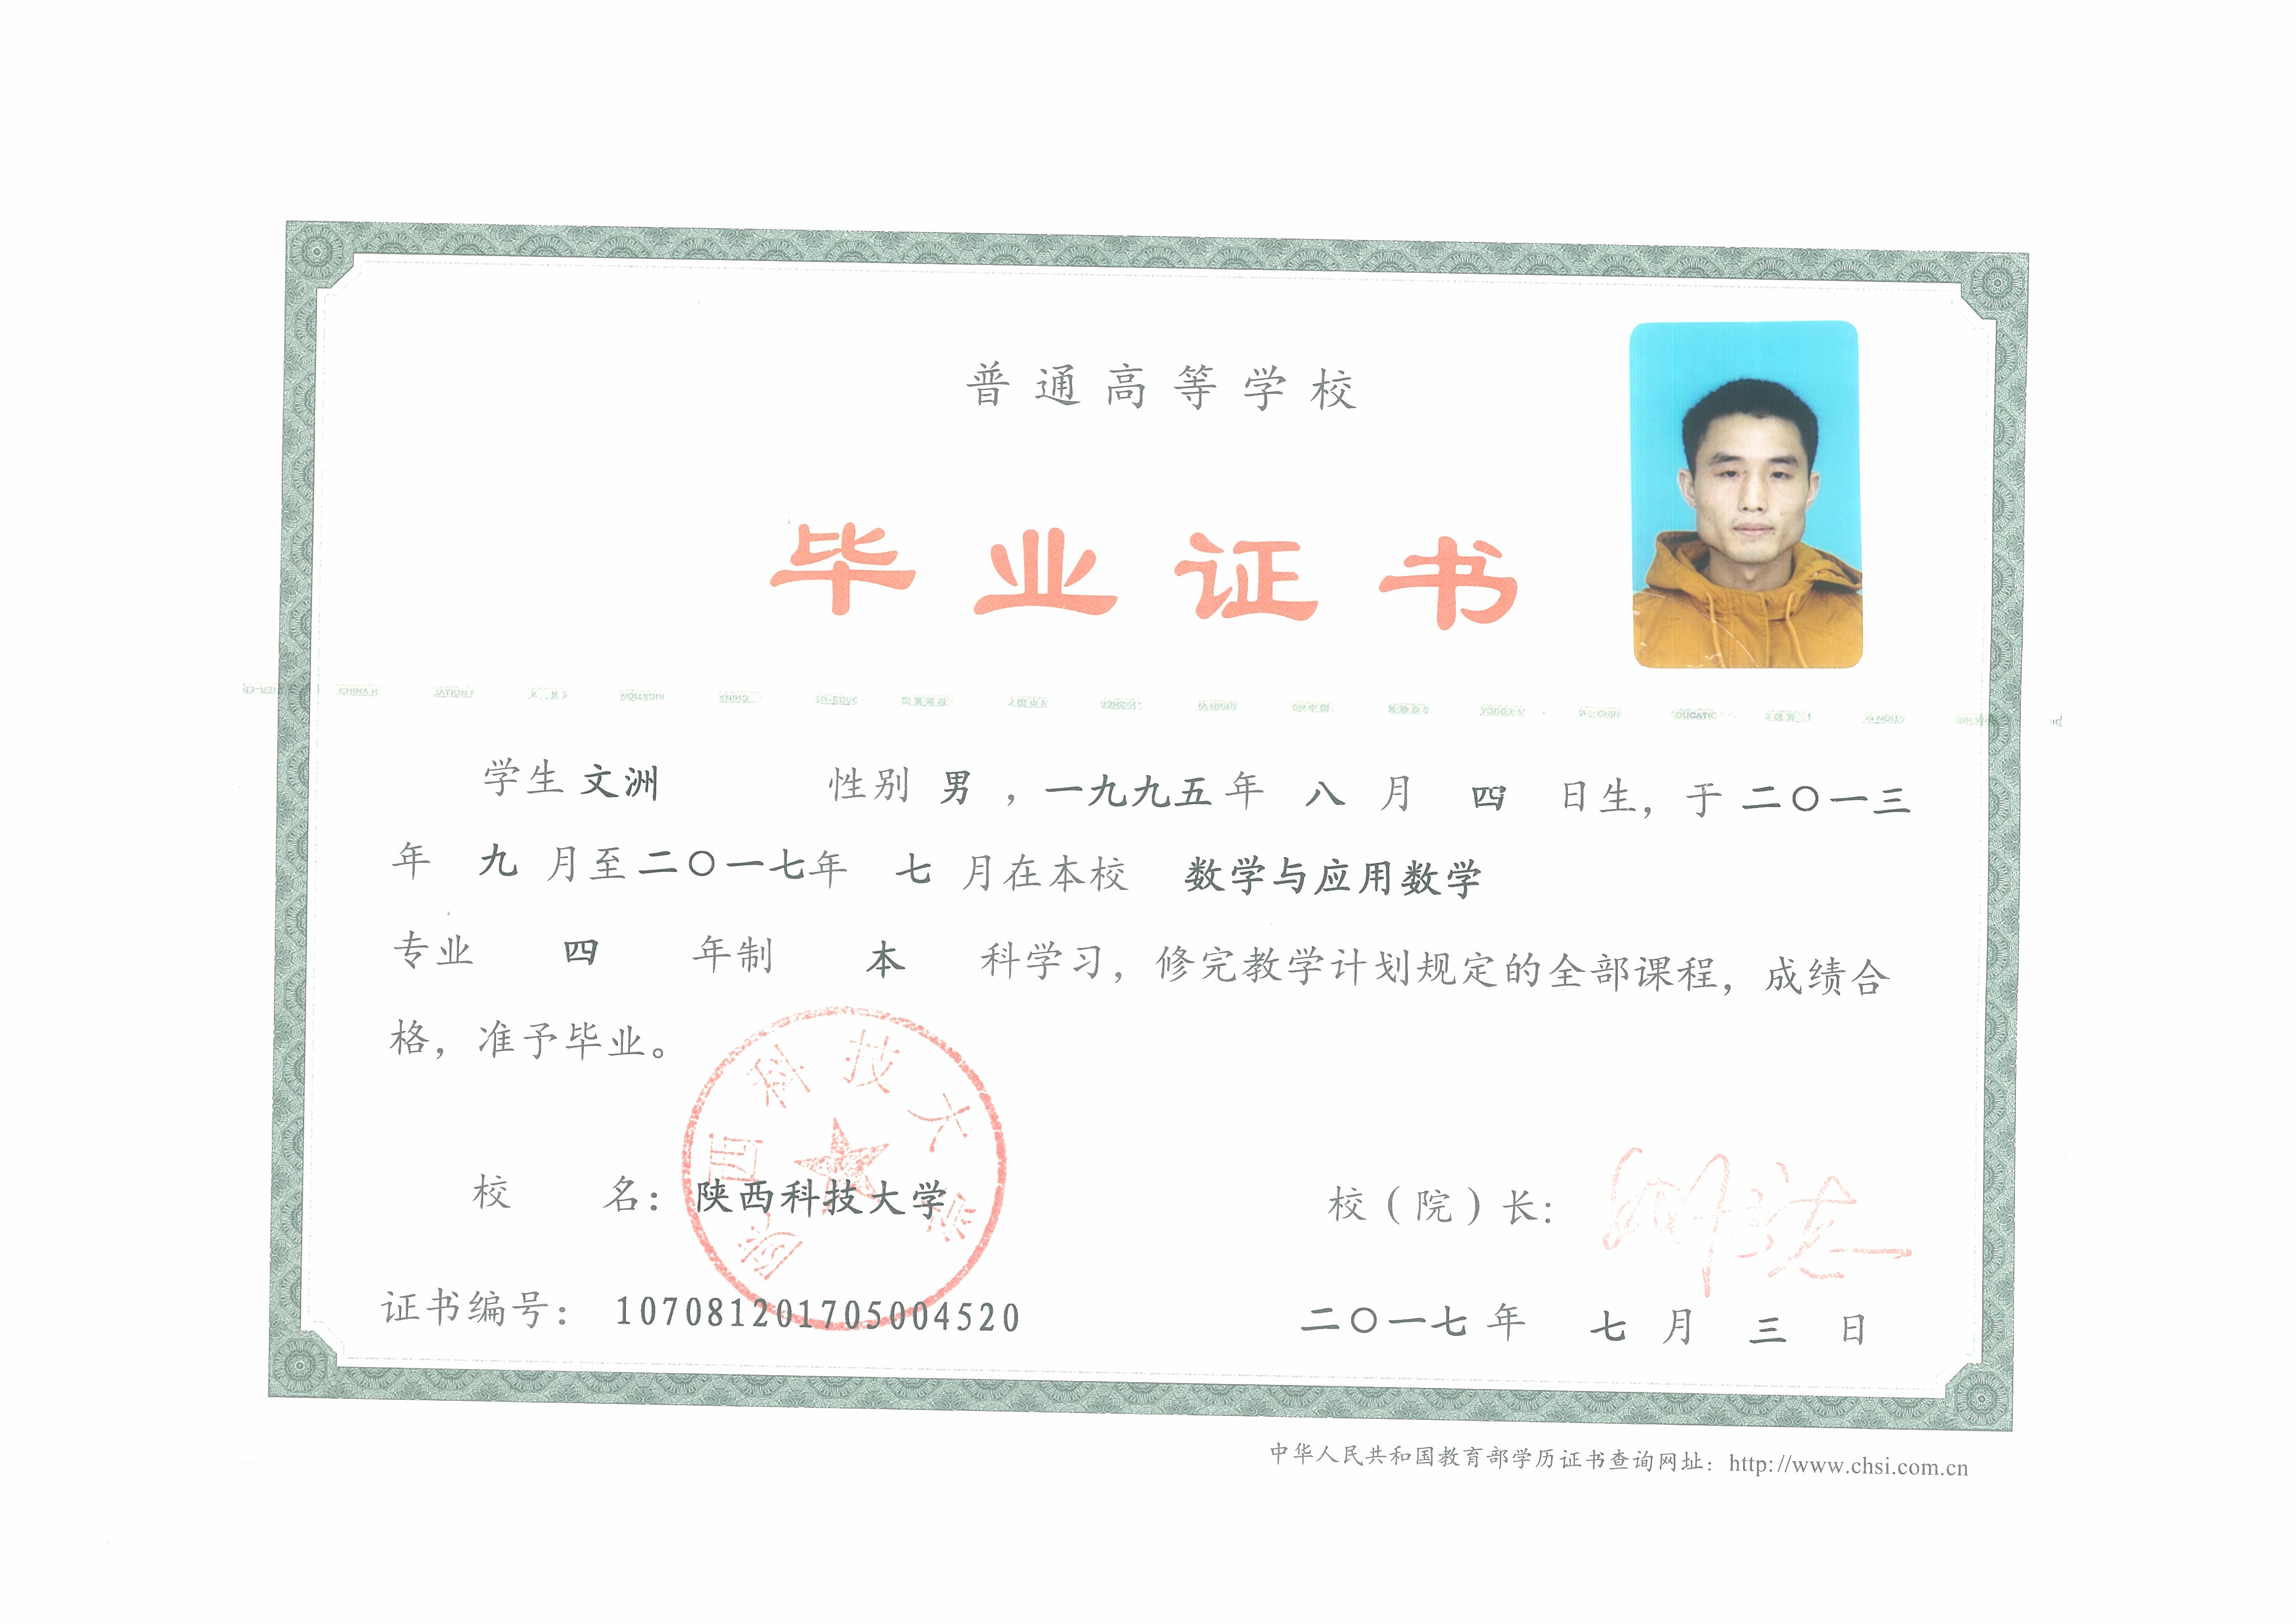 普通高等学校
毕业证书
学生 文洲 性别 男 ，一九九五 年 八 月 四 日生，于 二〇一三
年 九 月至 二〇一七年 七 月在本校 数学与应用数学
专业 四 年制 本 科学习，修完教学计划规定的全部课程，成绩合
格，准予毕业。
陕西科技大学
校 名：陕西科技大学
校（院）长：
证书编号： 107081201705004520
二〇一七 年 七 月 三 日
中华人民共和国教育部学历证书查询网址：http://www.chsi.com.cn